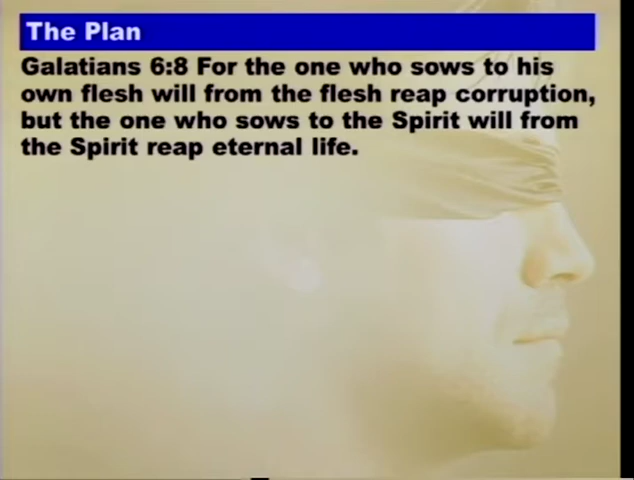 The Plan
Galatians 6:8 For the one who sows to his
own flesh will from the flesh reap corruption,
but the one who sows to the Spirit will from
the Spirit reap eternal life.